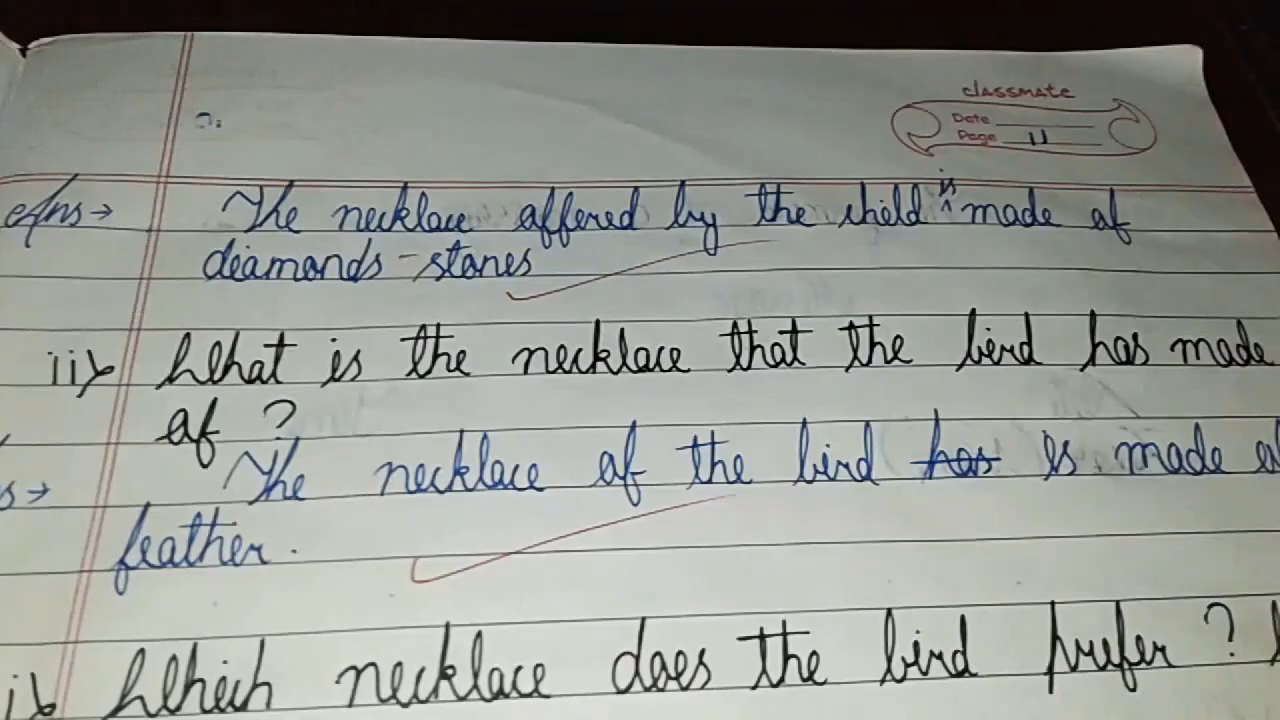 classmate
Date
Page 11
Ans→ The necklace offered by the child is made of
diamonds-stones
ii) What is the necklace that the bird has made
of ?
s→ The necklace of the bird has is made of
feather.
Which necklace does the bird prefer ?